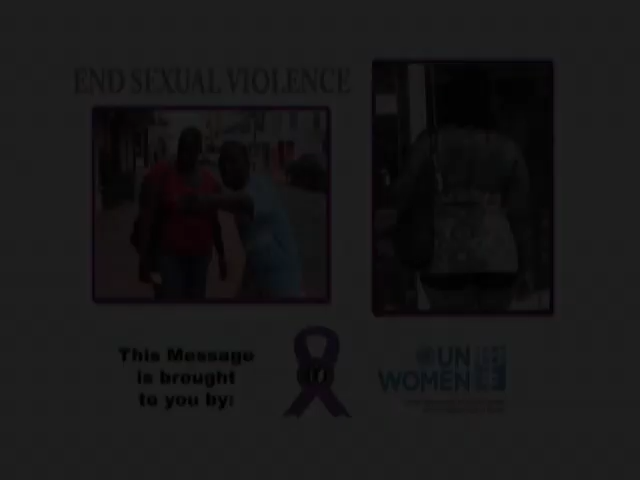 END SEXUAL VIOLENCE
This Message
is brought
to you by:
UN
WOMEN